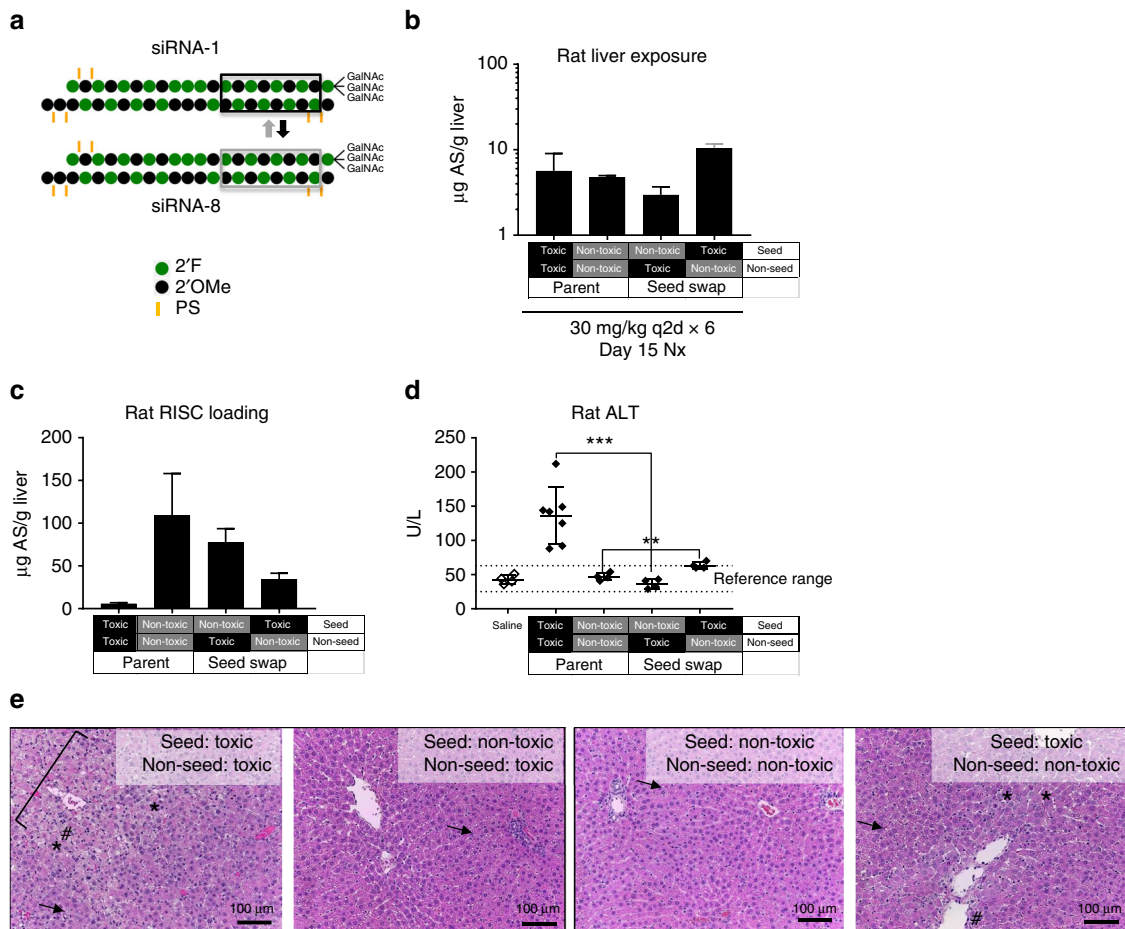 a
siRNA-1
GalNAc
GalNAc
GalNAc
GalNAc
GalNAc
GalNAc
siRNA-8
2′F
2′OMe
PS
b
Rat liver exposure
100
10
1
µg AS/g liver
Toxic Non-toxic Non-toxic Toxic Seed
Toxic Non-toxic Toxic Non-toxic Non-seed
Parent Seed swap
30 mg/kg q2d × 6
Day 15 Nx
c
Rat RISC loading
200
150
100
50
0
µg AS/g liver
Toxic Non-toxic Non-toxic Toxic Seed
Toxic Non-toxic Toxic Non-toxic Non-seed
Parent Seed swap
d
Rat ALT
250
200
150
100
50
0
U/L
***
**
Reference range
Saline
Toxic Non-toxic Non-toxic Toxic Seed
Toxic Non-toxic Toxic Non-toxic Non-seed
Parent Seed swap
e
Seed: toxic
Non-seed: toxic
*
#
*
100 µm
Seed: non-toxic
Non-seed: toxic
100 µm
Seed: non-toxic
Non-seed: non-toxic
100 µm
Seed: toxic
Non-seed: non-toxic
* *
#
100 µm